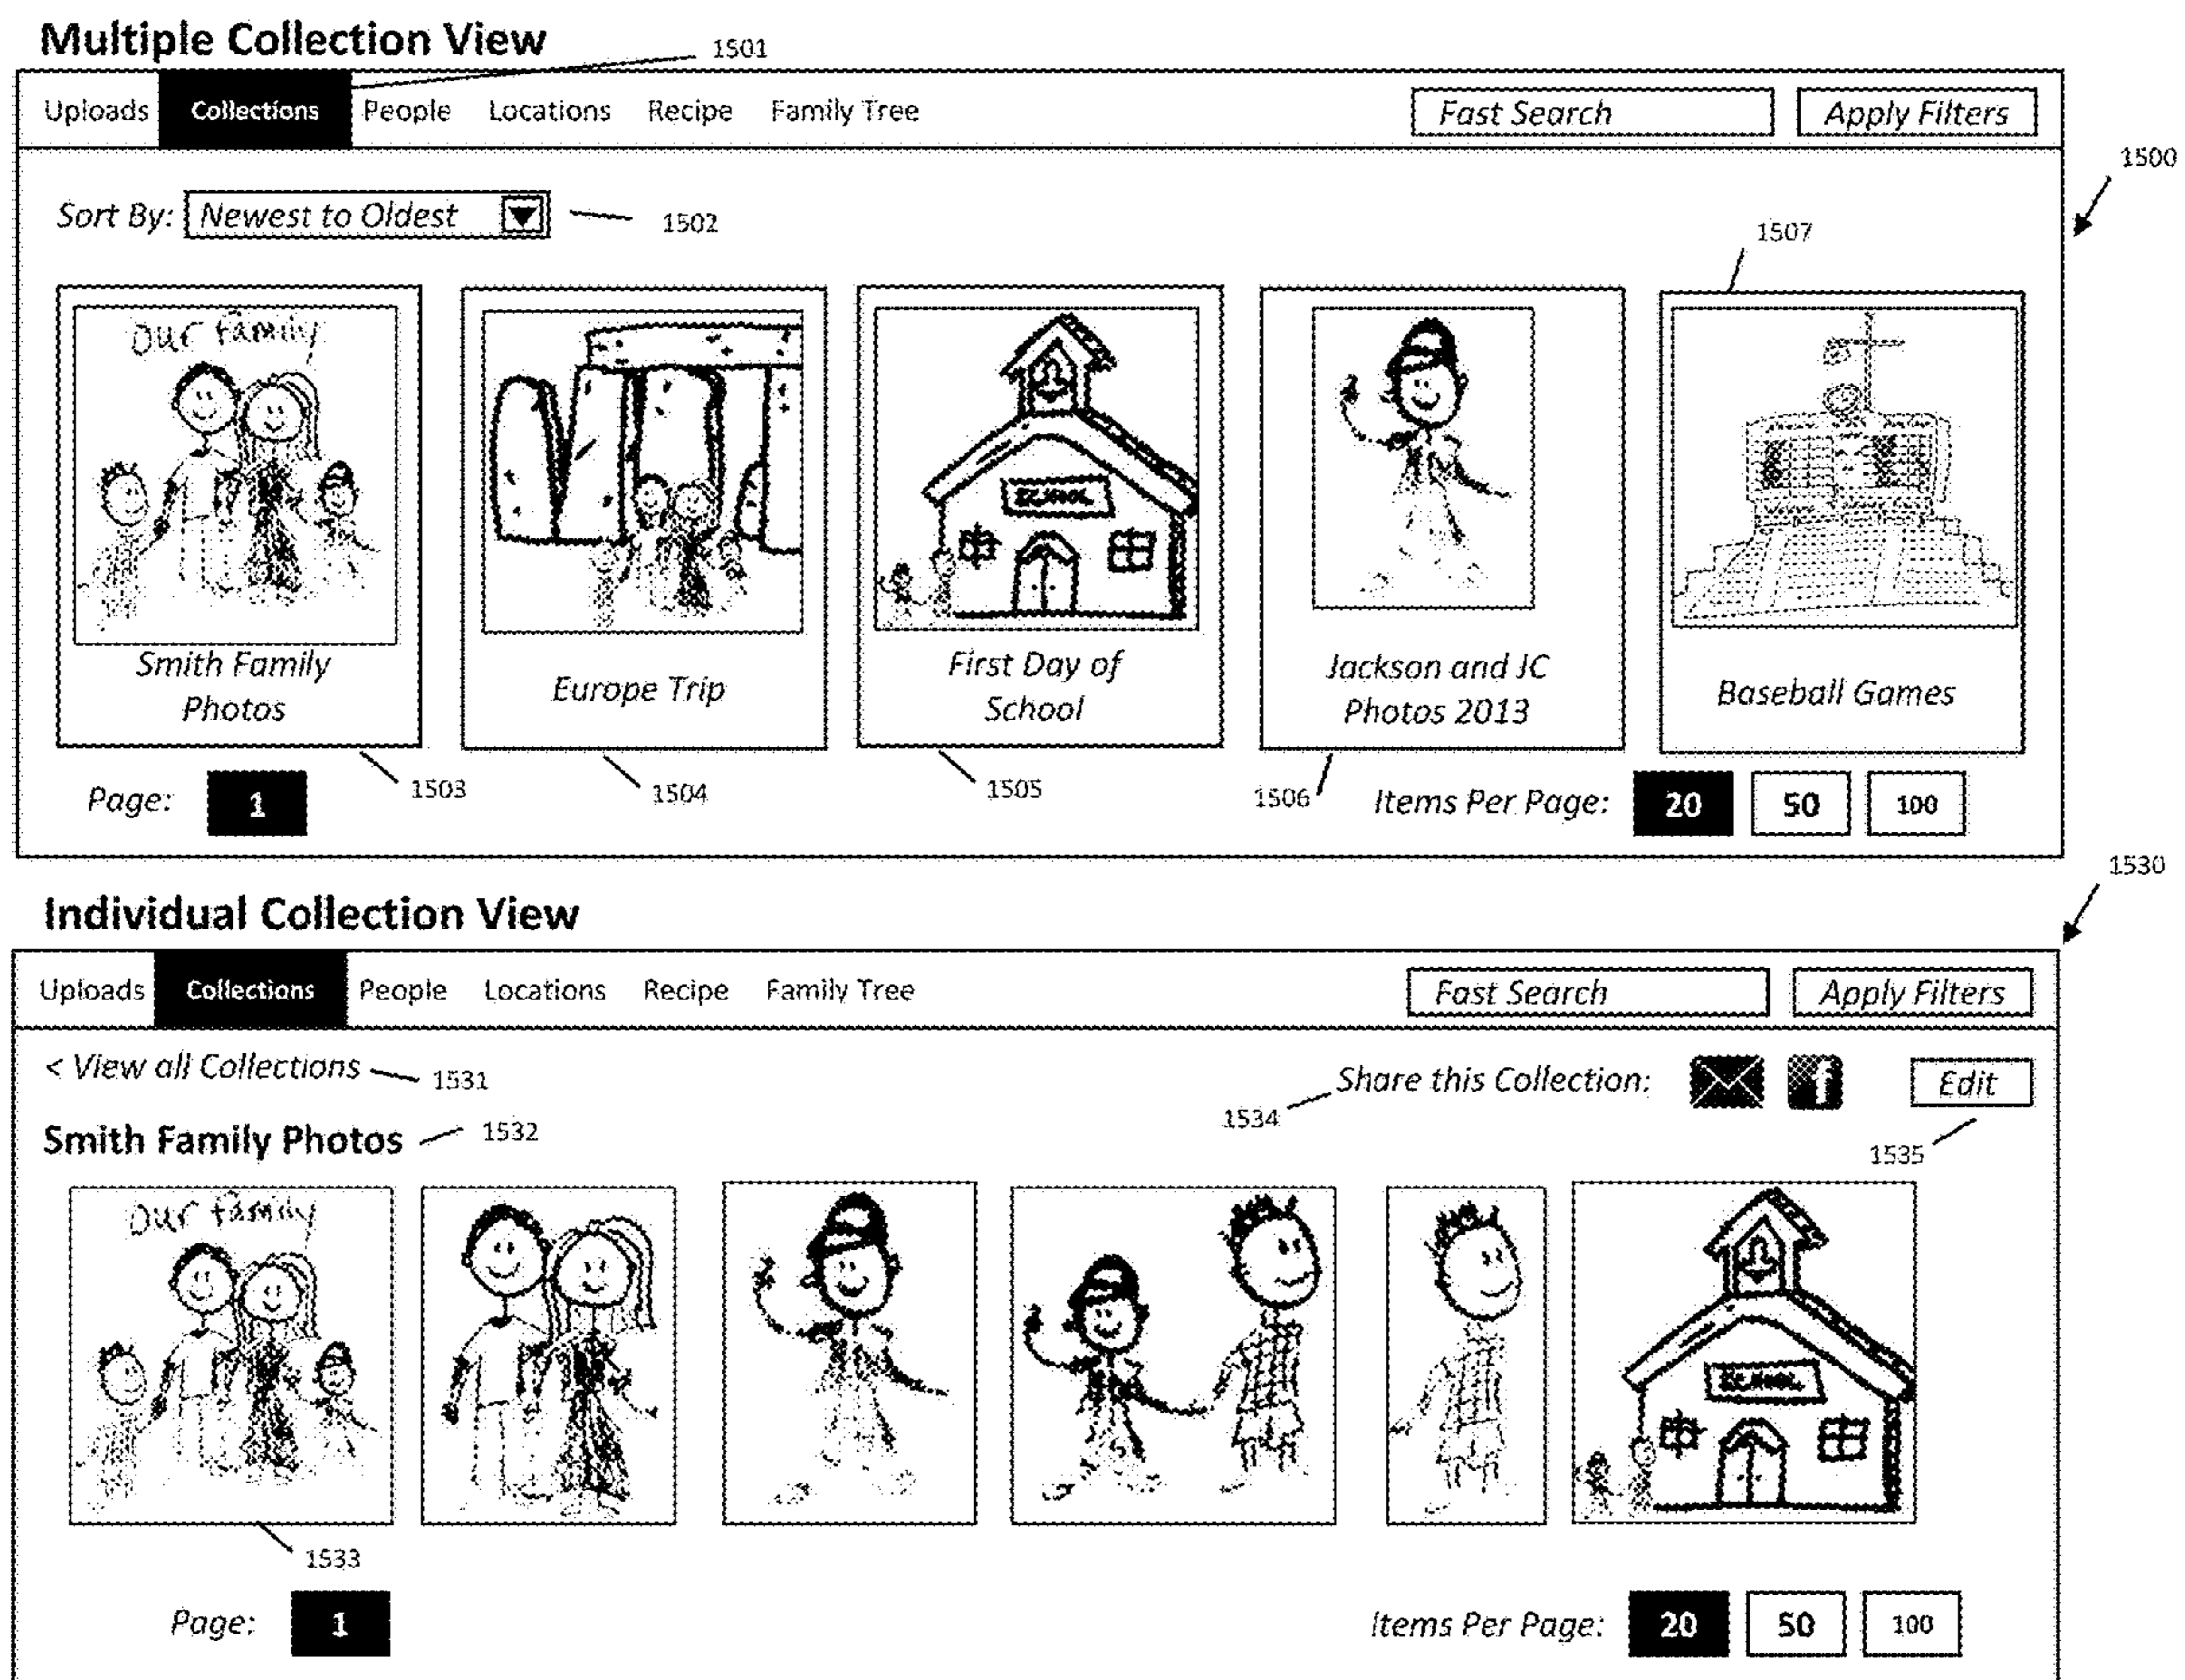 Multiple Collection View
1501
Uploads Collections People Locations Recipe Family Tree Fast Search Apply Filters
1500
Sort By: Newest to Oldest 1502
1507
Our family
SCHOOL
Smith Family
Photos
Europe Trip
First Day of
School
Jackson and JC
Photos 2013
Baseball Games
1503 1504 1505 1506
Page: 1 Items Per Page: 20 50 100
1530
Individual Collection View
Uploads Collections People Locations Recipe Family Tree Fast Search Apply Filters
< View all Collections 1531 Share this Collection: f Edit
1534
Smith Family Photos 1532
1535
Our family
SCHOOL
1533
Page: 1 Items Per Page: 20 50 100